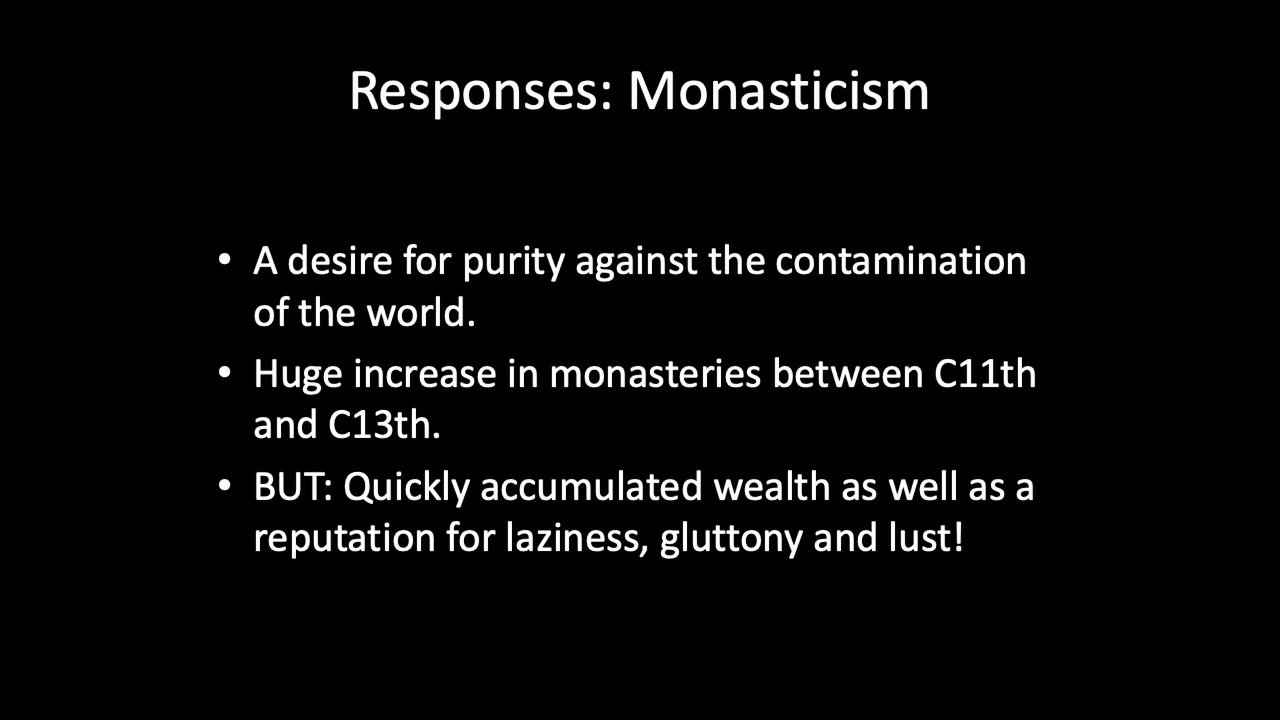 Responses: Monasticism
• A desire for purity against the contamination
of the world.
• Huge increase in monasteries between C11th
and C13th.
• BUT: Quickly accumulated wealth as well as a
reputation for laziness, gluttony and lust!